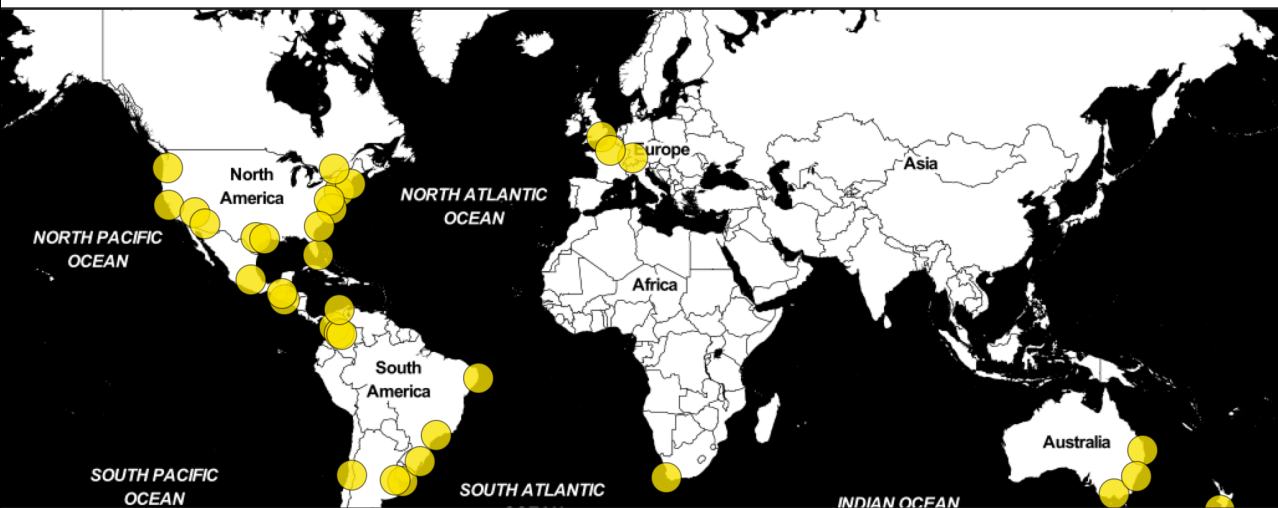 Europe
Asia
North
America
NORTH ATLANTIC
OCEAN
NORTH PACIFIC
OCEAN
Africa
South
America
Australia
SOUTH PACIFIC
OCEAN
SOUTH ATLANTIC
INDIAN OCEAN